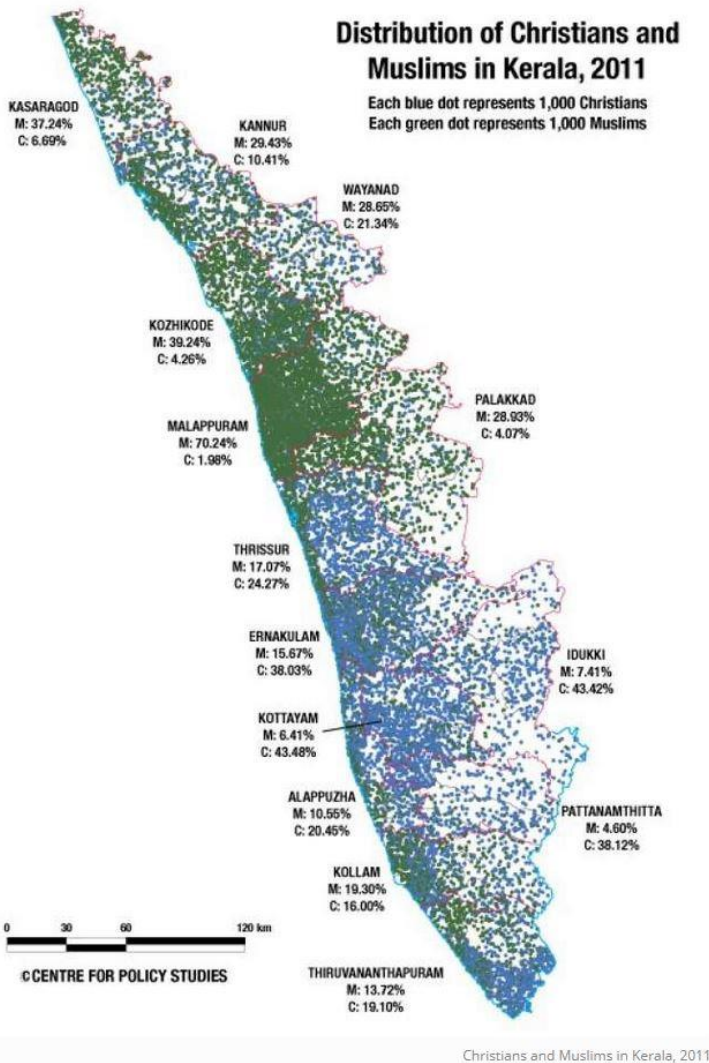 Distribution of Christians and
Muslims in Kerala, 2011
Each blue dot represents 1,000 Christians
Each green dot represents 1,000 Muslims
KASARAGOD
M: 37.24%
C: 6.69%
KANNUR
M: 29.43%
C: 10.41%
WAYANAD
M: 28.65%
C: 21.34%
KOZHIKODE
M: 39.24%
C: 4.26%
PALAKKAD
M: 28.93%
C: 4.07%
MALAPPURAM
M: 70.24%
C: 1.98%
THRISSUR
M: 17.07%
C: 24.27%
ERNAKULAM
M: 15.67%
C: 38.03%
IDUKKI
M: 7.41%
C: 43.42%
KOTTAYAM
M: 6.41%
C: 43.48%
ALAPPUZHA
M: 10.55%
C: 20.45%
PATTANAMTHITTA
M: 4.60%
C: 38.12%
KOLLAM
M: 19.30%
C: 16.00%
0 30 60 120 km
©CENTRE FOR POLICY STUDIES
THIRUVANANTHAPURAM
M: 13.72%
C: 19.10%
Christians and Muslims in Kerala, 2011